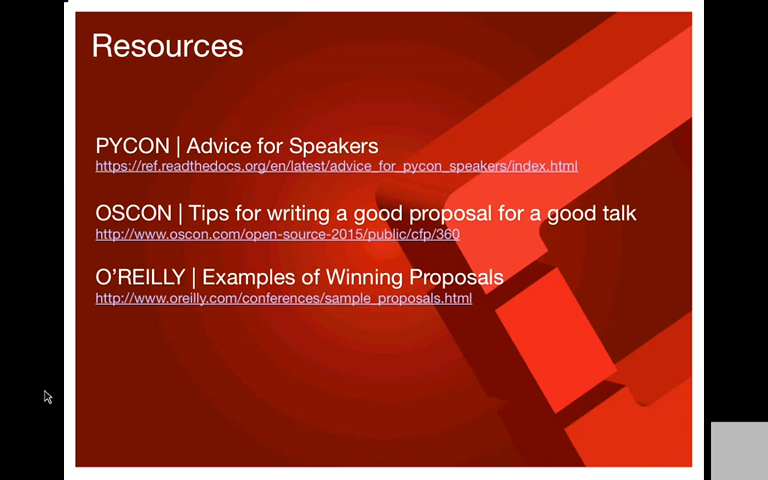 Resources
PYCON | Advice for Speakers
https://ref.readthedocs.org/en/latest/advice_for_pycon_speakers/index.html
OSCON | Tips for writing a good proposal for a good talk
http://www.oscon.com/open-source-2015/public/cfp/360
O'REILLY | Examples of Winning Proposals
http://www.oreilly.com/conferences/sample_proposals.html